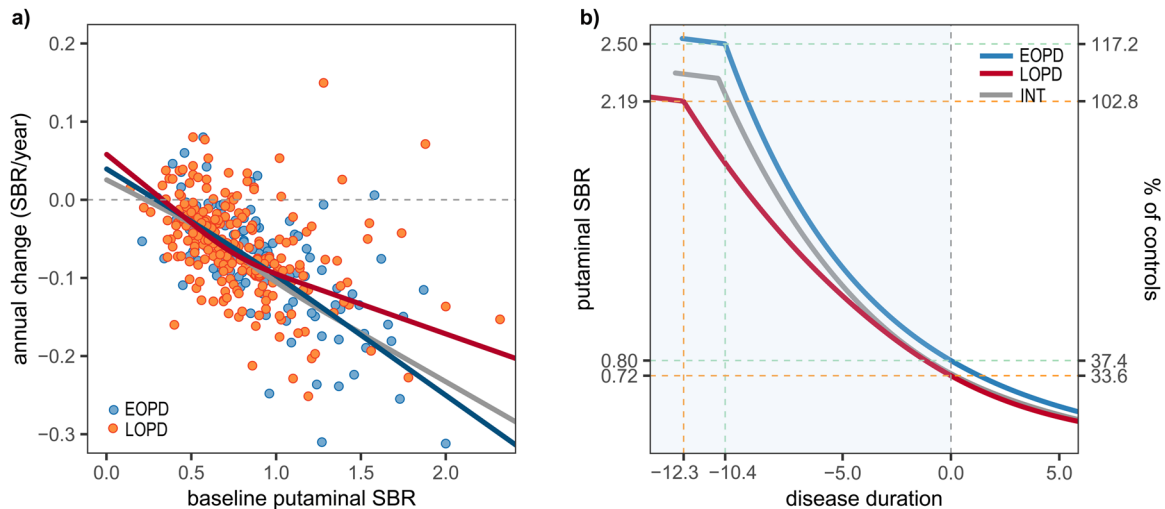 a)
annual change (SBR/year)
0.2
0.1
0.0
−0.1
−0.2
−0.3
EOPD
LOPD
0.0 0.5 1.0 1.5 2.0
baseline putaminal SBR
b)
putaminal SBR
2.50
2.19
0.80
0.72
EOPD
LOPD
INT
117.2
102.8
37.4
33.6
% of controls
−12.3 −10.4 −5.0 0.0 5.0
disease duration